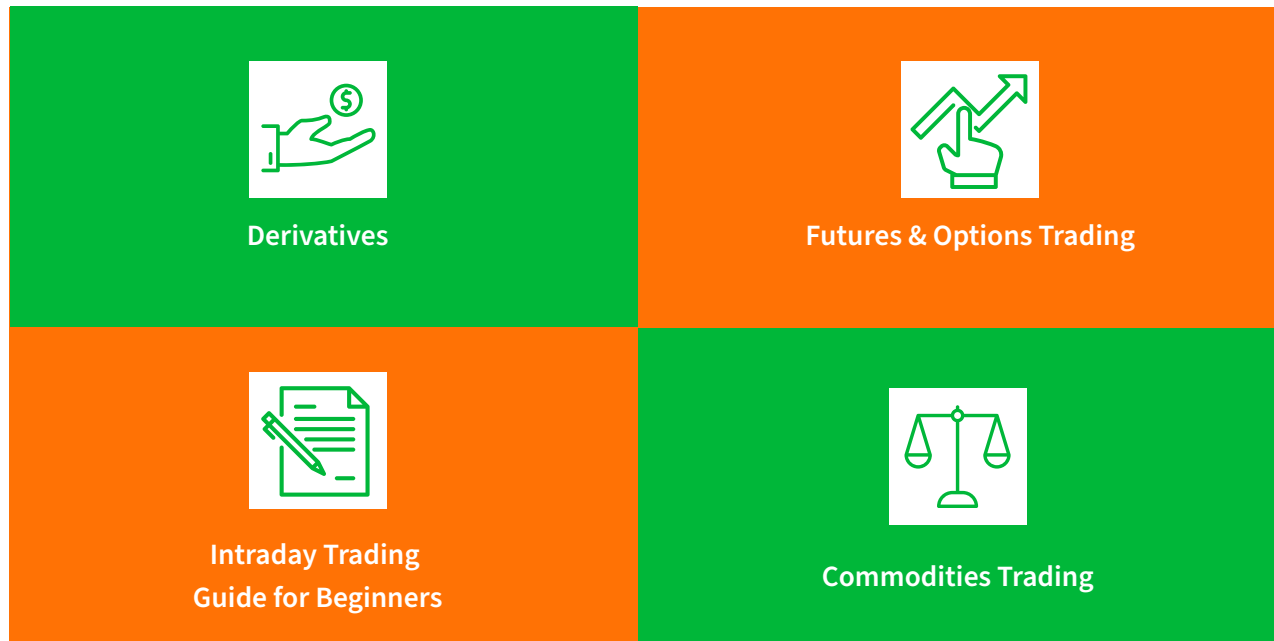 $
Derivatives
Futures & Options Trading
Intraday Trading
Guide for Beginners
Commodities Trading